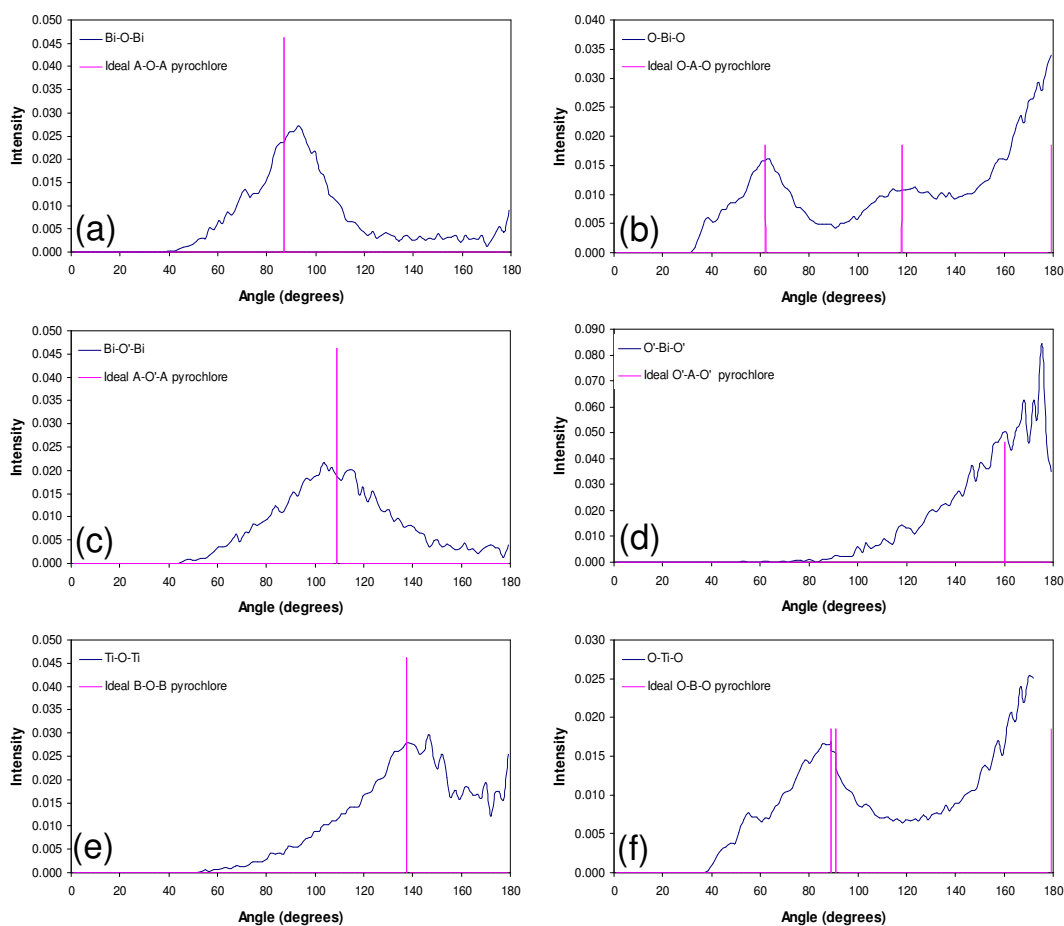 0.050
0.045
0.040
0.035
0.030
0.025
0.020
0.015
0.010
0.005
0.000
Intensity
Bi-O-Bi
Ideal A-O-A pyrochlore
(a)
0 20 40 60 80 100 120 140 160 180
Angle (degrees)
0.040
0.035
0.030
0.025
0.020
0.015
0.010
0.005
0.000
Intensity
O-Bi-O
Ideal O-A-O pyrochlore
(b)
0 20 40 60 80 100 120 140 160 180
Angle (degrees)
0.050
0.045
0.040
0.035
0.030
0.025
0.020
0.015
0.010
0.005
0.000
Intensity
Bi-O'-Bi
Ideal A-O'-A pyrochlore
(c)
0 20 40 60 80 100 120 140 160 180
Angle (degrees)
0.090
0.080
0.070
0.060
0.050
0.040
0.030
0.020
0.010
0.000
Intensity
O'-Bi-O'
Ideal O'-A-O' pyrochlore
(d)
0 20 40 60 80 100 120 140 160 180
Angle (degrees)
0.050
0.045
0.040
0.035
0.030
0.025
0.020
0.015
0.010
0.005
0.000
Intensity
Ti-O-Ti
Ideal B-O-B pyrochlore
(e)
0 20 40 60 80 100 120 140 160 180
Angle (degrees)
0.030
0.025
0.020
0.015
0.010
0.005
0.000
Intensity
O-Ti-O
Ideal O-B-O pyrochlore
(f)
0 20 40 60 80 100 120 140 160 180
Angle (degrees)